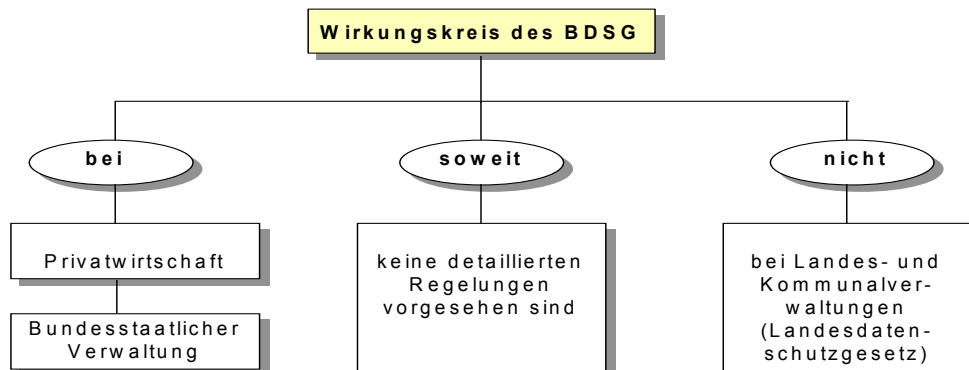 Wirkungskreis des BDSG
bei
soweit
nicht
Privatwirtschaft
Bundesstaatlicher
Verwaltung
keine detaillierten
Regelungen
vorgesehen sind
bei Landes- und
Kommunalver-
waltungen
(Landesdaten-
schutzgesetz)